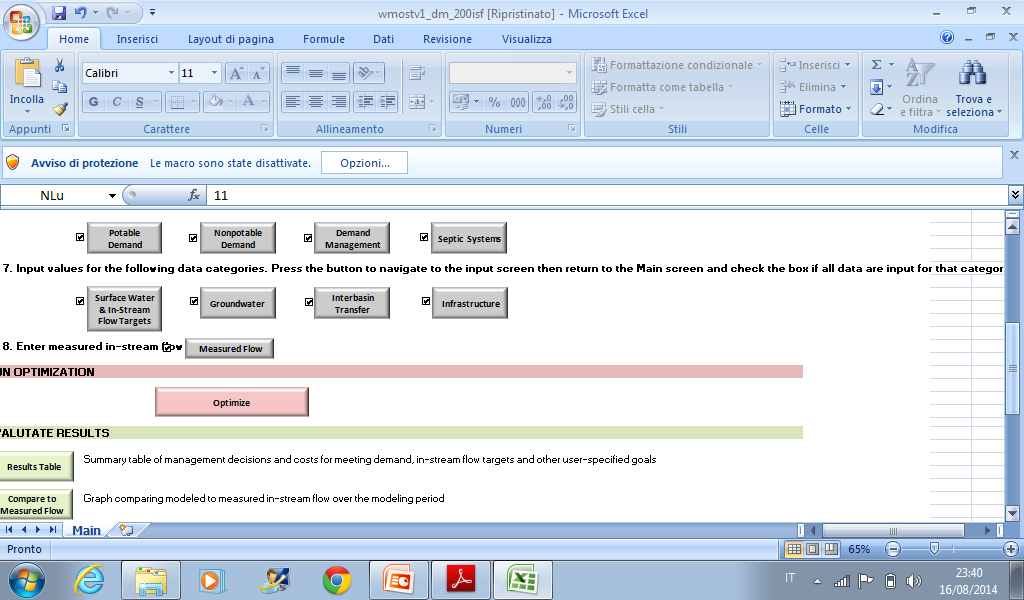 wmostv1_dm_200isf [Ripristinato] - Microsoft Excel
Home Inserisci Layout di pagina Formule Dati Revisione Visualizza
Incolla
Appunti
Calibri 11
G C S A
Carattere
Allineamento
% 000
Numeri
Formattazione condizionale
Formatta come tabella
Stili cella
Stili
Inserisci
Elimina
Formato
Celle
Σ
Ordina
e filtra
Trova e
seleziona
Modifica
Avviso di protezione Le macro sono state disattivate. Opzioni...
NLu fx 11
Potable
Demand
Nonpotable
Demand
Demand
Management
Septic Systems
7. Input values for the following data categories. Press the button to navigate to the input screen then return to the Main screen and check the box if all data are input for that categor
Surface Water
& In-Stream
Flow Targets
Groundwater
Interbasin
Transfer
Infrastructure
8. Enter measured in-stream flow Measured Flow
UN OPTIMIZATION
Optimize
VALUTATE RESULTS
Results Table Summary table of management decisions and costs for meeting demand, in-stream flow targets and other user-specified goals
Compare to
Measured Flow
Graph comparing modeled to measured in-stream flow over the modeling period
Main
Pronto 65%
IT 23:40
16/08/2014